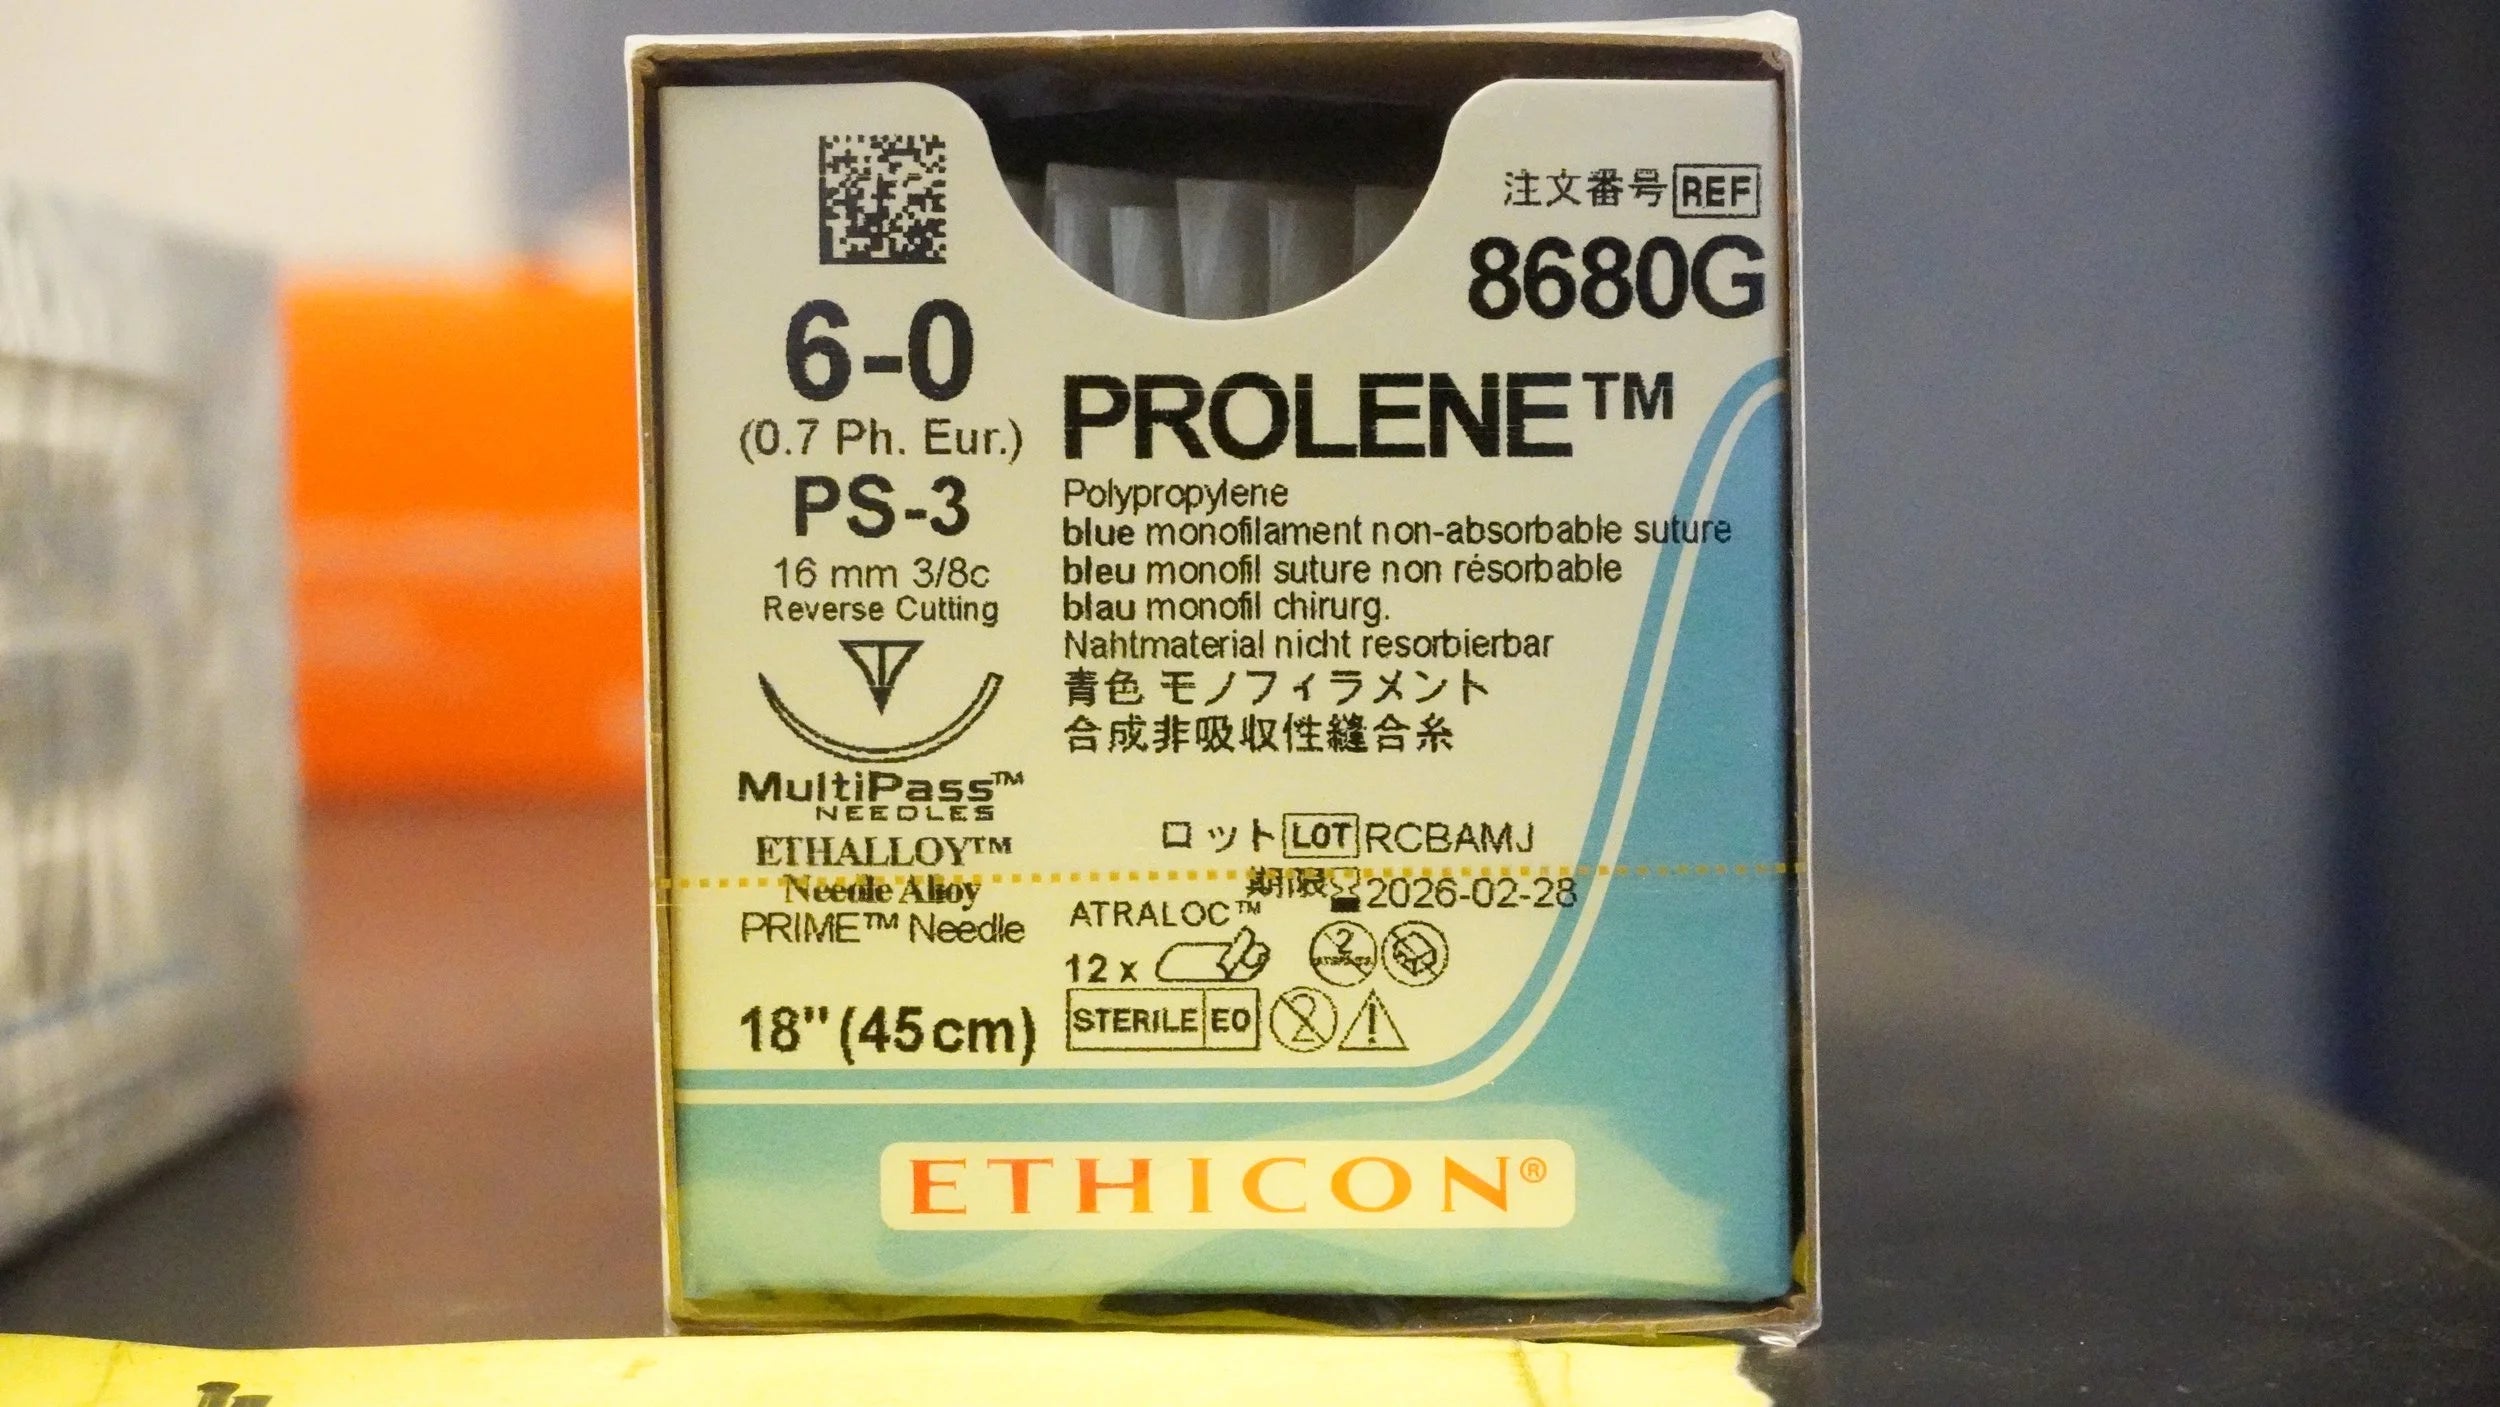 注文番号 REF
8680G
6-0
(0.7 Ph. Eur.)
PS-3
16 mm 3/8c
Reverse Cutting
MultiPass™
NEEDLES
ETHALLOY™
Needle Alloy
PRIME™ Needle
18" (45cm)
PROLENE™
Polypropylene
blue monofilament non-absorbable suture
bleu monofil suture non résorbable
blau monofil chirurg.
Nahtmaterial nicht resorbierbar
青色 モノフィラメント
合成非吸収性縫合糸
ロット LOT RCBAMJ
期限 2026-02-28
ATRALOC™
12 x
2
STERILE EO
2
ETHICON®